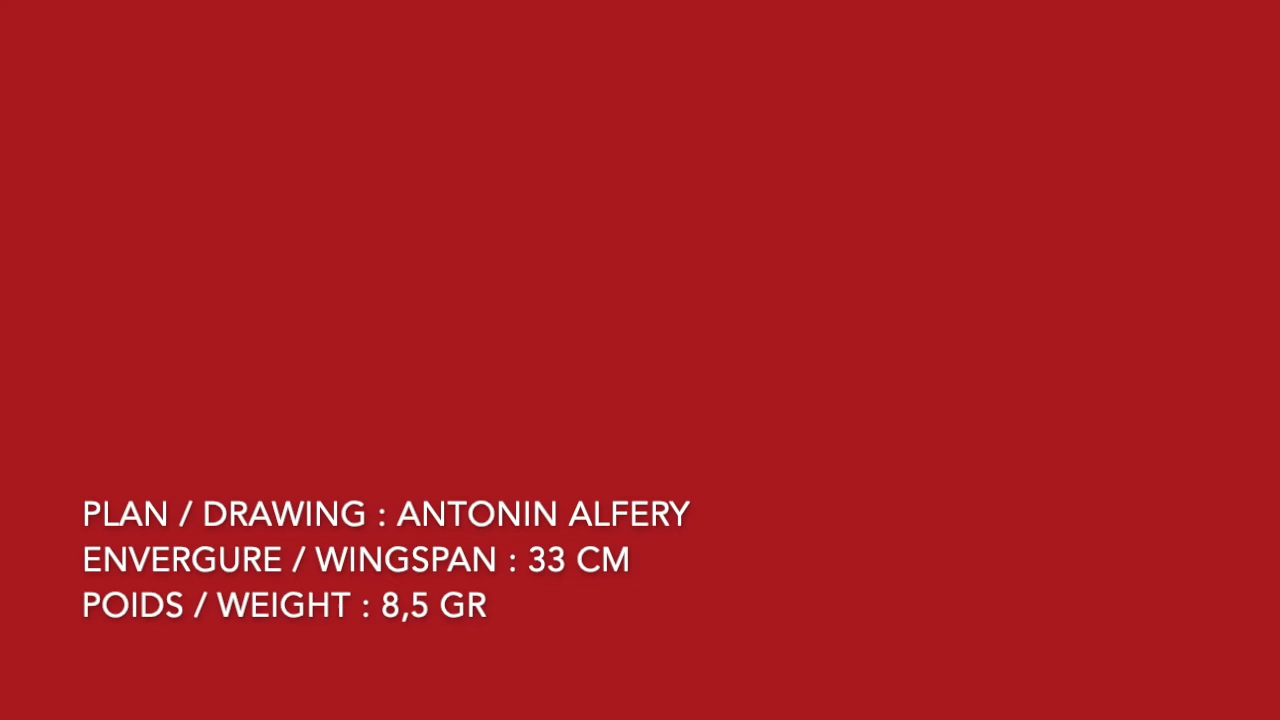 PLAN / DRAWING : ANTONIN ALFERY
ENVERGURE / WINGSPAN : 33 CM
POIDS / WEIGHT : 8,5 GR